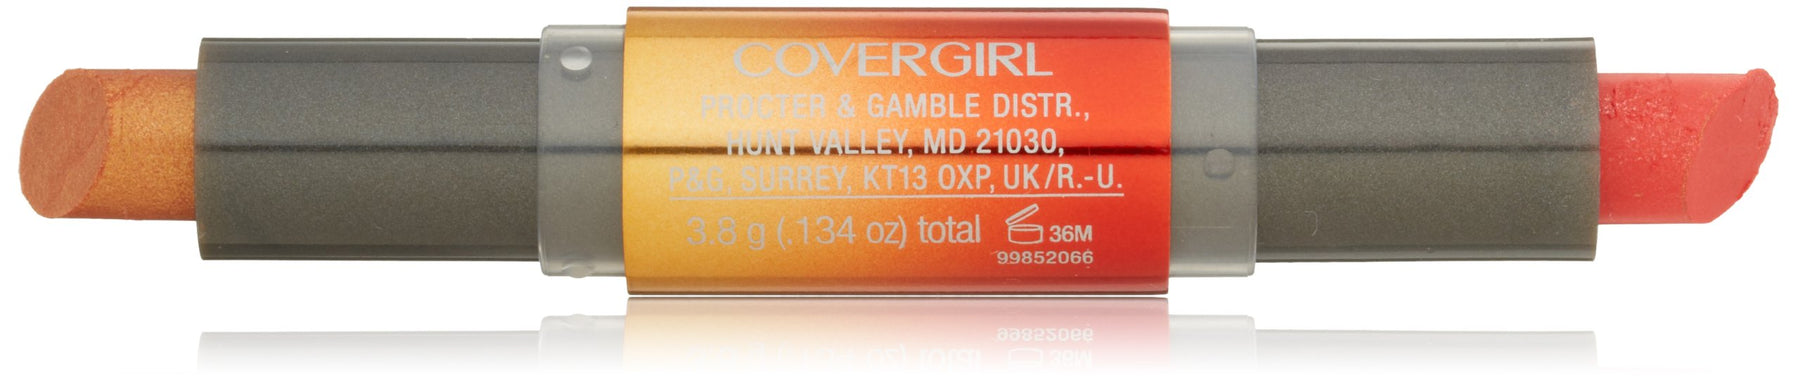 COVERGIRL
PROCTER & GAMBLE DISTR.,
HUNT VALLEY, MD 21030,
P&G, SURREY, KT13 OXP, UK/R.-U.
3.8 g (.134 oz) total 36M
99852066